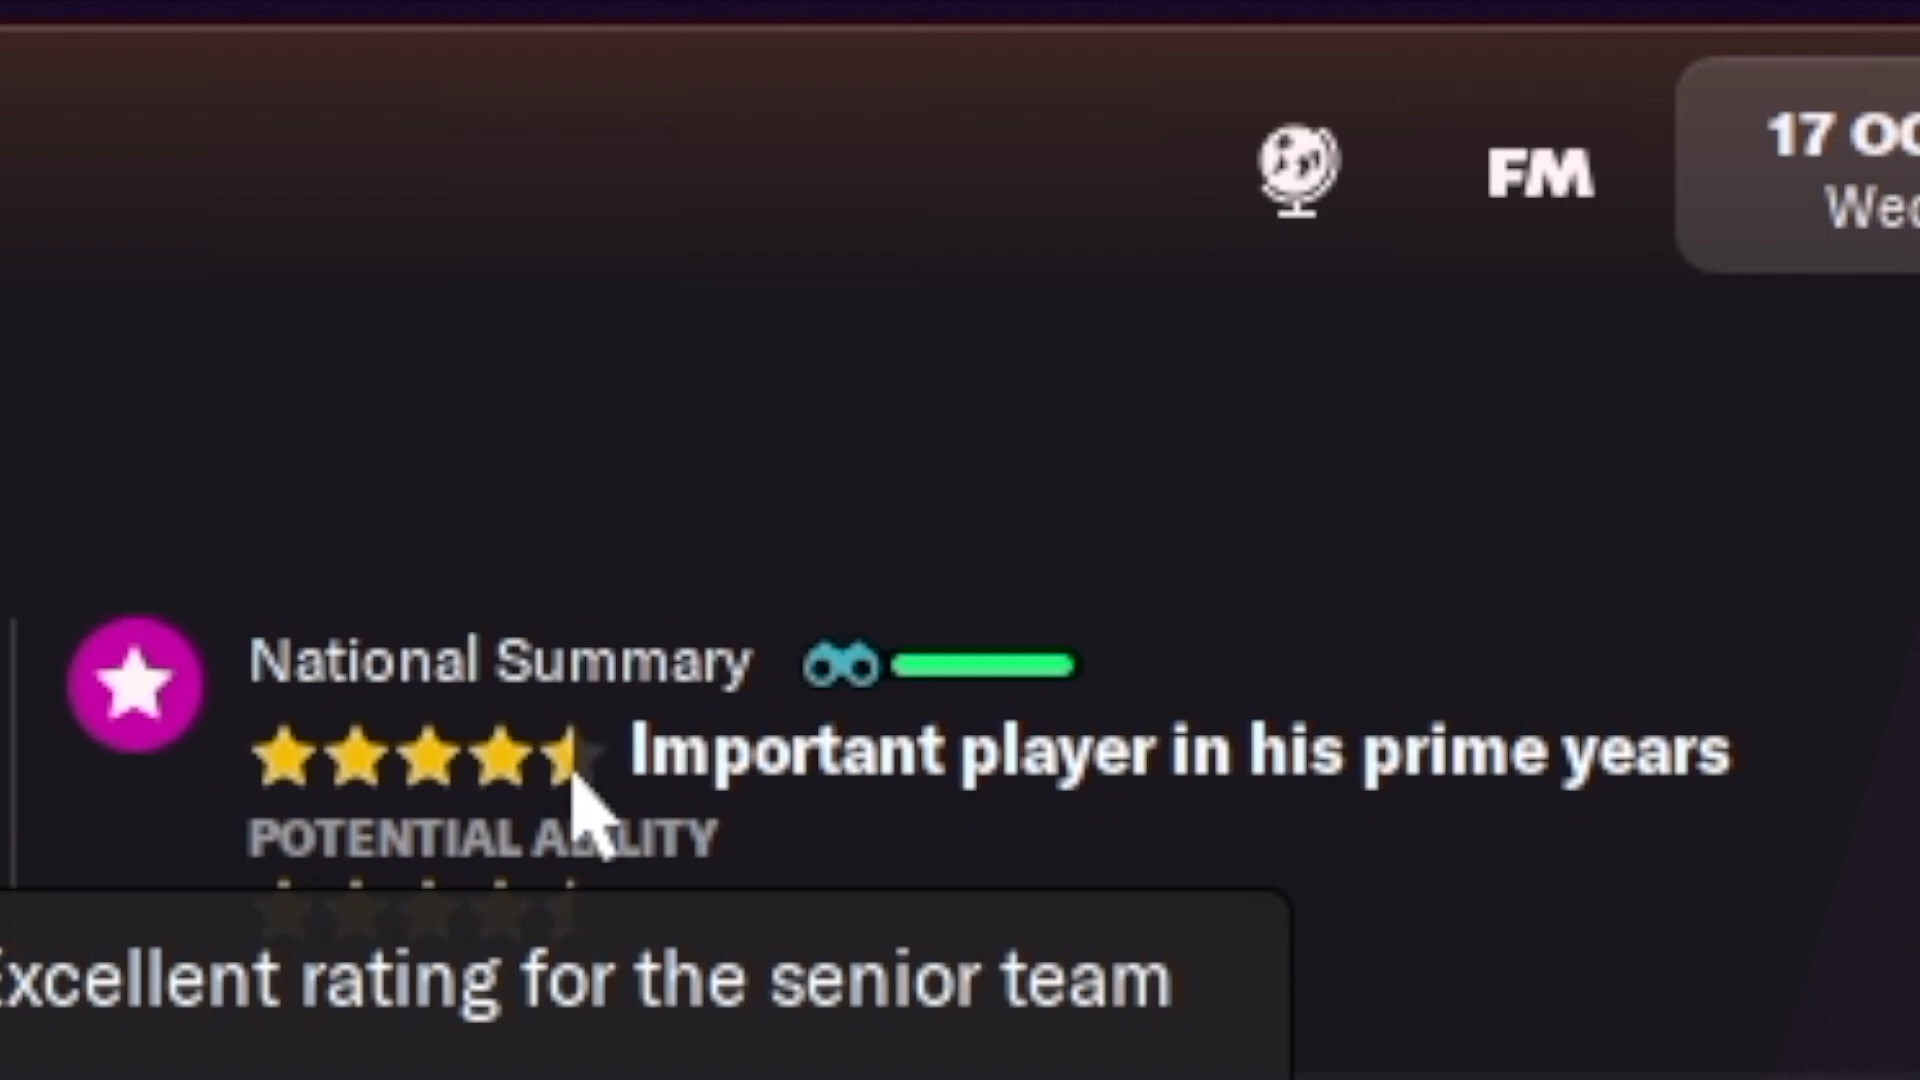 FM
17 OC
Wed
National Summary
Important player in his prime years
POTENTIAL ABILITY
Excellent rating for the senior team